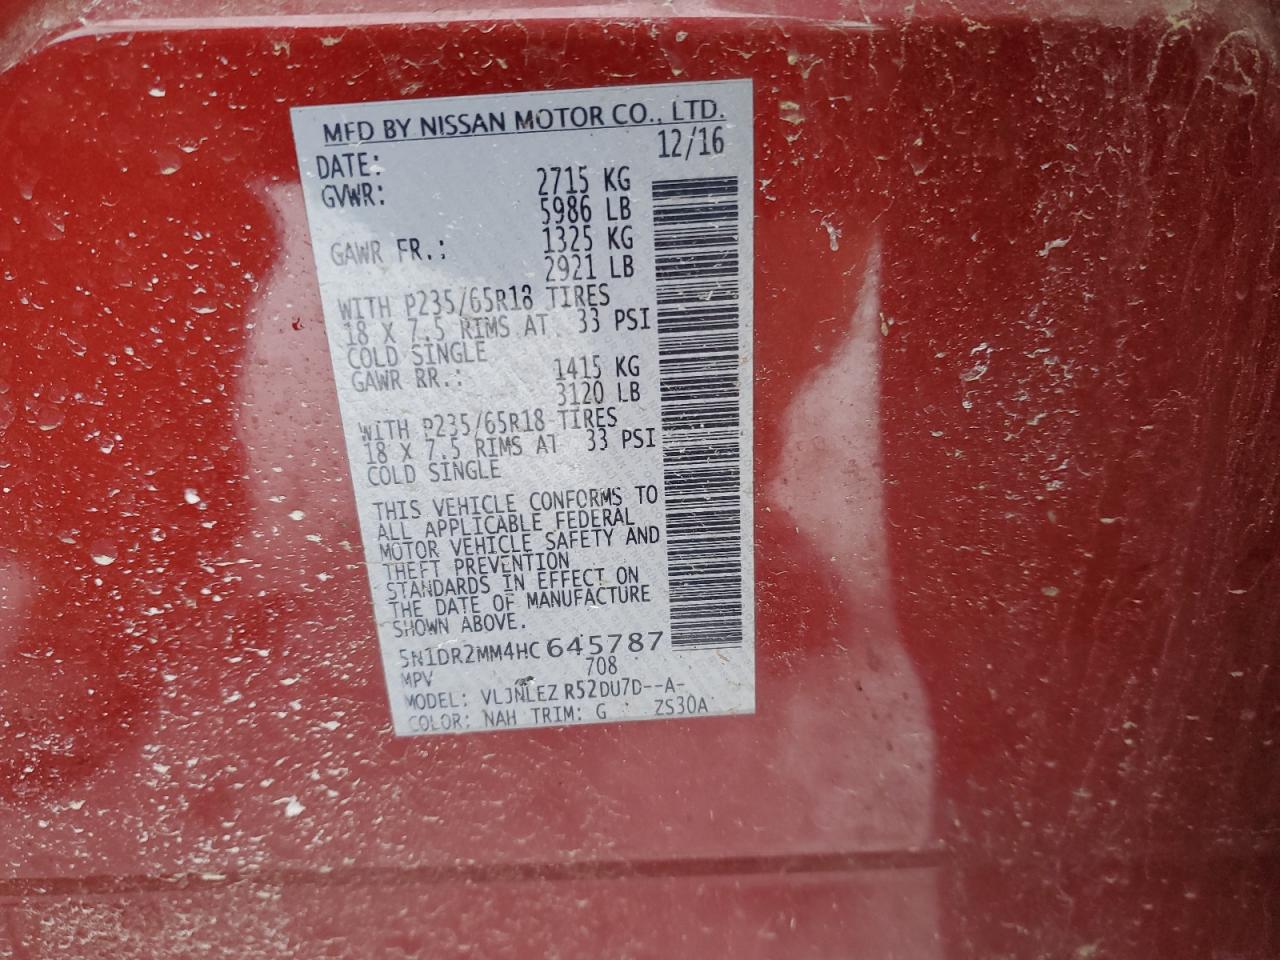 MFD BY NISSAN MOTOR CO., LTD.
DATE: 12/16
GVWR: 2715 KG
5986 LB
GAWR FR.: 1325 KG
2921 LB
WITH P235/65R18 TIRES
18 X 7.5 RIMS AT 33 PSI
COLD SINGLE
GAWR RR.: 1415 KG
3120 LB
WITH P235/65R18 TIRES
18 X 7.5 RIMS AT 33 PSI
COLD SINGLE
THIS VEHICLE CONFORMS TO
ALL APPLICABLE FEDERAL
MOTOR VEHICLE SAFETY AND
THEFT PREVENTION
STANDARDS IN EFFECT ON
THE DATE OF MANUFACTURE
SHOWN ABOVE.
5N1DR2MM4HC645787
MPV 708
MODEL: VLJNLEZ R52DU7D--A-
COLOR: NAH TRIM: G ZS30A